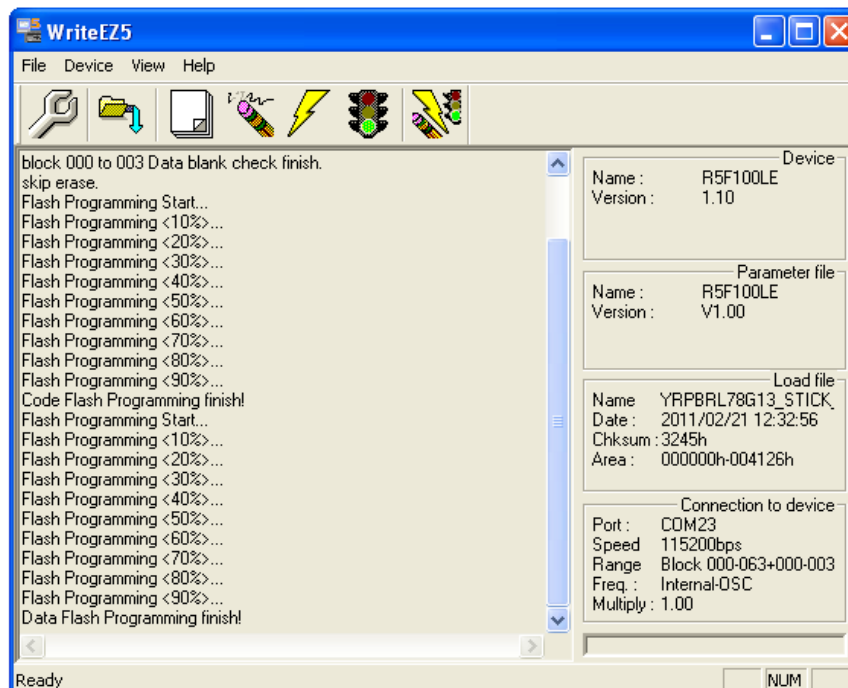 WriteEZ5
File Device View Help
block 000 to 003 Data blank check finish.
skip erase.
Flash Programming Start...
Flash Programming <10%>...
Flash Programming <20%>...
Flash Programming <30%>...
Flash Programming <40%>...
Flash Programming <50%>...
Flash Programming <60%>...
Flash Programming <70%>...
Flash Programming <80%>...
Flash Programming <90%>...
Code Flash Programming finish!
Flash Programming Start...
Flash Programming <10%>...
Flash Programming <20%>...
Flash Programming <30%>...
Flash Programming <40%>...
Flash Programming <50%>...
Flash Programming <60%>...
Flash Programming <70%>...
Flash Programming <80%>...
Flash Programming <90%>...
Data Flash Programming finish!
Device
Name : R5F100LE
Version : 1.10
Parameter file
Name : R5F100LE
Version : V1.00
Load file
Name YRPBRL78G13_STICK_
Date : 2011/02/21 12:32:56
Chksum : 3245h
Area : 000000h-004126h
Connection to device
Port : COM23
Speed 115200bps
Range Block 000-063+000-003
Freq. : Internal-OSC
Multiply : 1.00
Ready
NUM